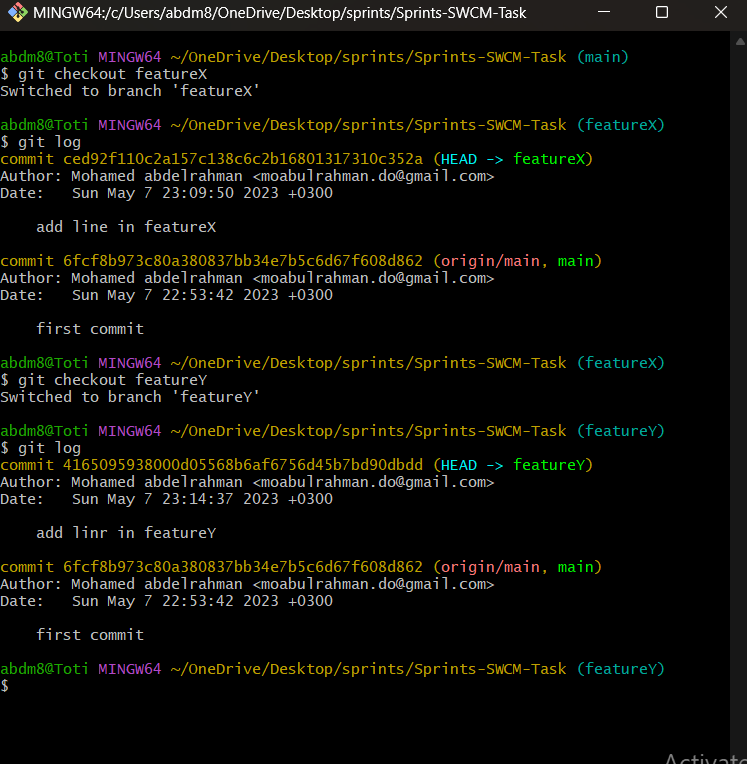 MINGW64:/c/Users/abdm8/OneDrive/Desktop/sprints/Sprints-SWCM-Task
abdm8@Toti MINGW64 ~/OneDrive/Desktop/sprints/Sprints-SWCM-Task (main)
$ git checkout featureX
Switched to branch 'featureX'
abdm8@Toti MINGW64 ~/OneDrive/Desktop/sprints/Sprints-SWCM-Task (featureX)
$ git log
commit ced92f110c2a157c138c6c2b16801317310c352a (HEAD -> featureX)
Author: Mohamed abdelrahman <moabulrahman.do@gmail.com>
Date:   Sun May 7 23:09:50 2023 +0300
    add line in featureX
commit 6fcf8b973c80a380837bb34e7b5c6d67f608d862 (origin/main, main)
Author: Mohamed abdelrahman <moabulrahman.do@gmail.com>
Date:   Sun May 7 22:53:42 2023 +0300
    first commit
abdm8@Toti MINGW64 ~/OneDrive/Desktop/sprints/Sprints-SWCM-Task (featureX)
$ git checkout featureY
Switched to branch 'featureY'
abdm8@Toti MINGW64 ~/OneDrive/Desktop/sprints/Sprints-SWCM-Task (featureY)
$ git log
commit 4165095938000d05568b6af6756d45b7bd90dbdd (HEAD -> featureY)
Author: Mohamed abdelrahman <moabulrahman.do@gmail.com>
Date:   Sun May 7 23:14:37 2023 +0300
    add linr in featureY
commit 6fcf8b973c80a380837bb34e7b5c6d67f608d862 (origin/main, main)
Author: Mohamed abdelrahman <moabulrahman.do@gmail.com>
Date:   Sun May 7 22:53:42 2023 +0300
    first commit
abdm8@Toti MINGW64 ~/OneDrive/Desktop/sprints/Sprints-SWCM-Task (featureY)
$